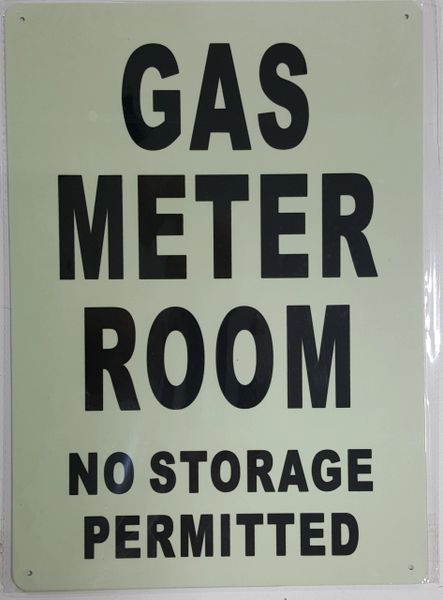 GAS
METER
ROOM
NO STORAGE
PERMITTED